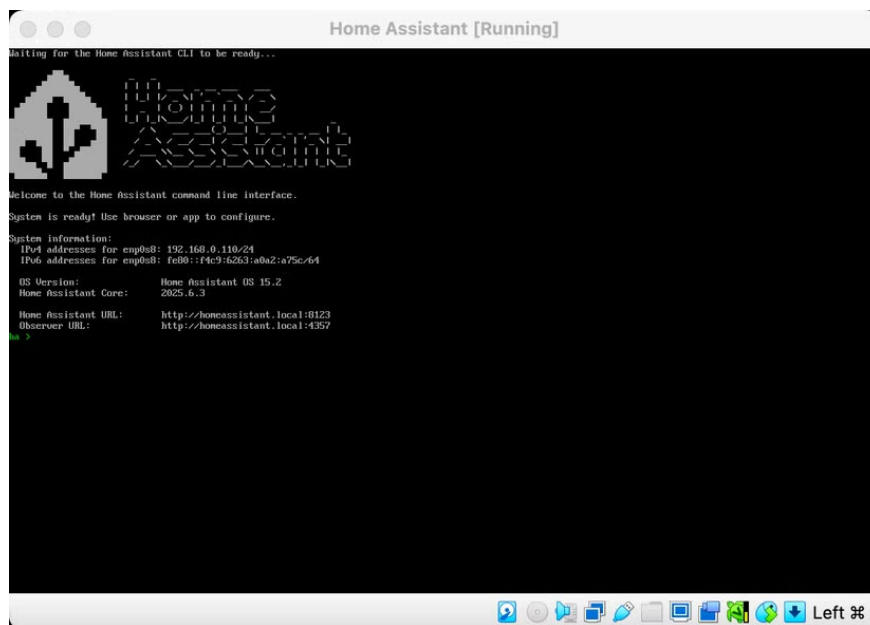 Home Assistant [Running]
Waiting for the Home Assistant CLI to be ready...
Home
Assistant
Welcome to the Home Assistant command line interface.
System is ready! Use browser or app to configure.
System information:
IPv4 addresses for enp0s8: 192.168.0.110/24
IPv6 addresses for enp0s8: fe80::f4c9:6263:a0a2:a75c/64
OS Version: Home Assistant OS 15.2
Home Assistant Core: 2025.6.3
Home Assistant URL: http://homeassistant.local:8123
Observer URL: http://homeassistant.local:4357
ha >
Left ⌘